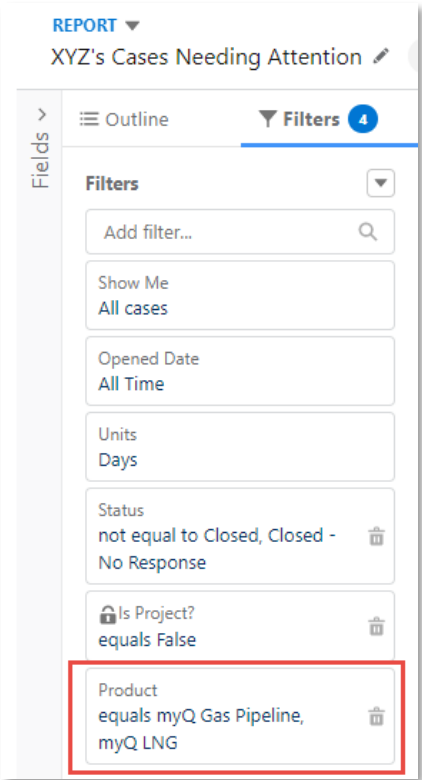 REPORT
XYZ's Cases Needing Attention
Fields
Outline
Filters 4
Filters
Add filter...
Show Me
All cases
Opened Date
All Time
Units
Days
Status
not equal to Closed, Closed -
No Response
Is Project?
equals False
Product
equals myQ Gas Pipeline,
myQ LNG